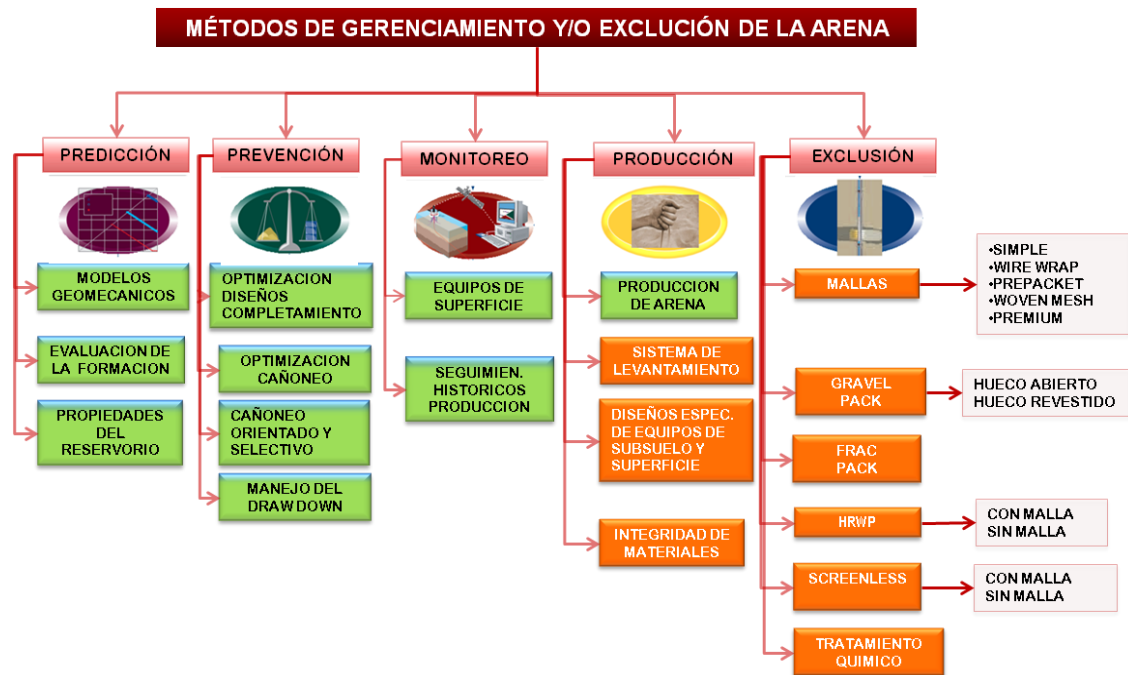 MÉTODOS DE GERENCIAMIENTO Y/O EXCLUSIÓN DE LA ARENA
PREDICCIÓN
MODELOS
GEOMECANICOS
EVALUACION DE
LA FORMACION
PROPIEDADES
DEL
RESERVORIO
PREVENCIÓN
OPTIMIZACION
DISEÑOS
COMPLETAMIENTO
OPTIMIZACION
CAÑONEO
CAÑONEO
ORIENTADO Y
SELECTIVO
MANEJO DEL
DRAW DOWN
MONITOREO
EQUIPOS DE
SUPERFICIE
SEGUIMIEN.
HISTORICOS
PRODUCCION
PRODUCCIÓN
PRODUCCION
DE ARENA
SISTEMA DE
LEVANTAMIENTO
DISEÑOS ESPEC.
DE EQUIPOS DE
SUBSUELO Y
SUPERFICIE
INTEGRIDAD DE
MATERIALES
EXCLUSIÓN
MALLAS
•SIMPLE
•WIRE WRAP
•PREPACKET
•WOVEN MESH
•PREMIUM
GRAVEL
PACK
HUECO ABIERTO
HUECO REVESTIDO
FRAC
PACK
HRWP
CON MALLA
SIN MALLA
SCREENLESS
CON MALLA
SIN MALLA
TRATAMIENTO
QUIMICO